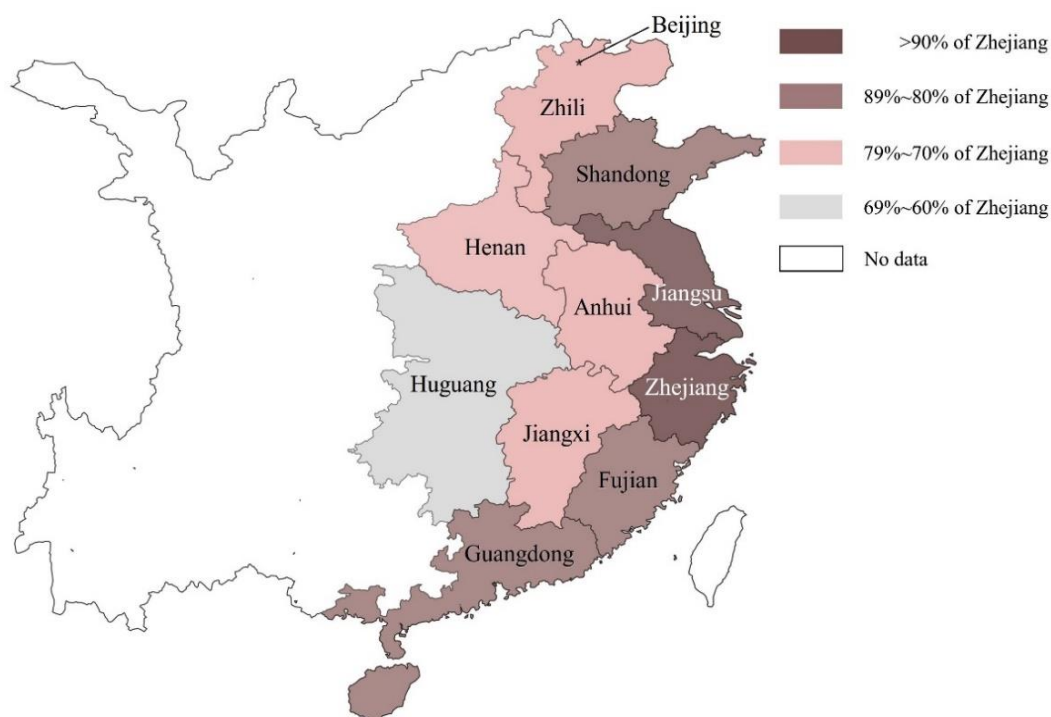 Beijing
Zhili
Shandong
Henan
Anhui
Jiangsu
Huguang
Zhejiang
Jiangxi
Fujian
Guangdong
>90% of Zhejiang
89%~80% of Zhejiang
79%~70% of Zhejiang
69%~60% of Zhejiang
No data